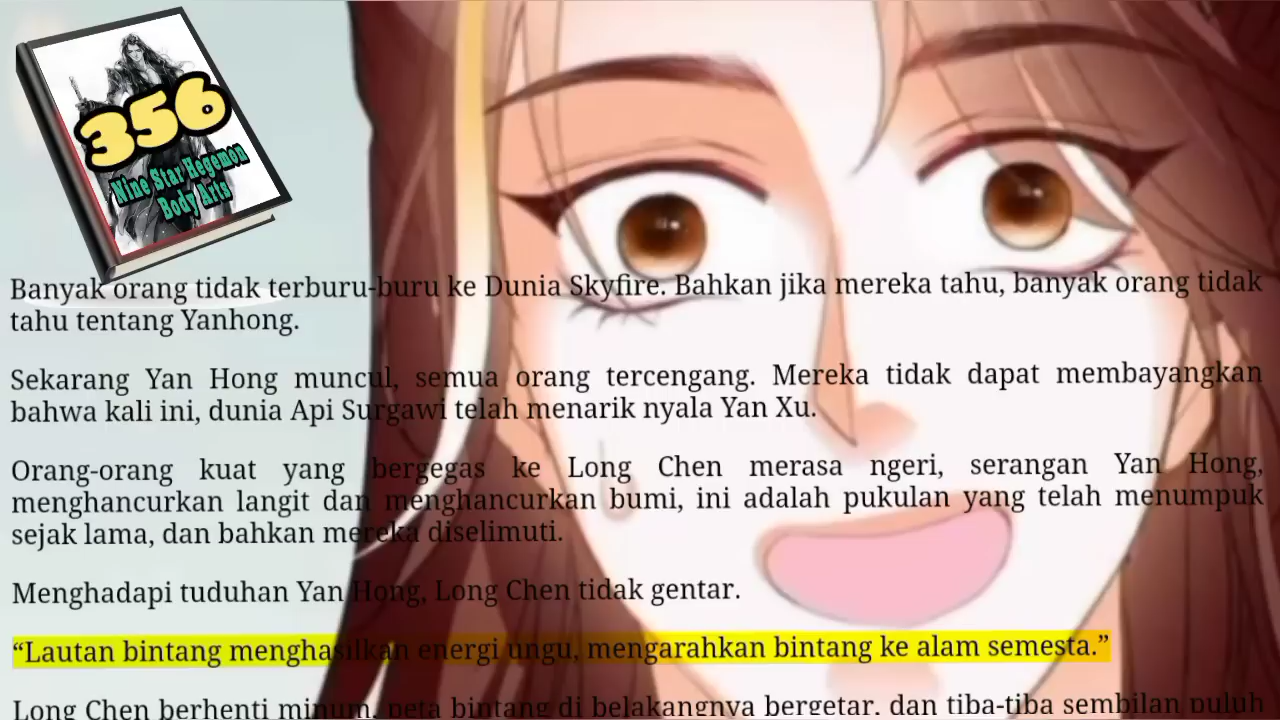 356
Nine Star Hegemon
Body Arts
Banyak orang tidak terburu-buru ke Dunia Skyfire. Bahkan jika mereka tahu, banyak orang tidak
tahu tentang Yanhong.
Sekarang Yan Hong muncul, semua orang tercengang. Mereka tidak dapat membayangkan
bahwa kali ini, dunia Api Surgawi telah menarik nyala Yan Xu.
Orang-orang kuat yang bergegas ke Long Chen merasa ngeri, serangan Yan Hong,
menghancurkan langit dan menghancurkan bumi, ini adalah pukulan yang telah menumpuk
sejak lama, dan bahkan mereka diselimuti.
Menghadapi tuduhan Yan Hong, Long Chen tidak gentar.
“Lautan bintang menghasilkan energi ungu, mengarahkan bintang ke alam semesta.”
Long Chen berhenti minum, peta bintang di belakangnya bergetar, dan tiba-tiba sembilan puluh